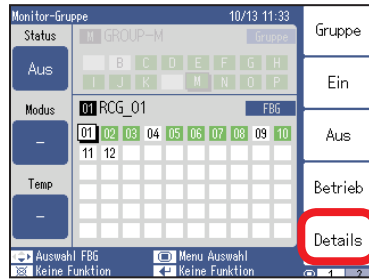 Monitor-Gruppe 10/13 11:33
Status
Aus
Modus
–
Temp
–
M GROUP-M Gruppe
B C D E F G H
I J K M N O P
01 RCG_01 FBG
01 02 03 04 05 06 07 08 09 10
11 12
Auswahl FBG Menu Auswahl
Keine Funktion Keine Funktion
Gruppe
Ein
Aus
Betrieb
Details
1 2